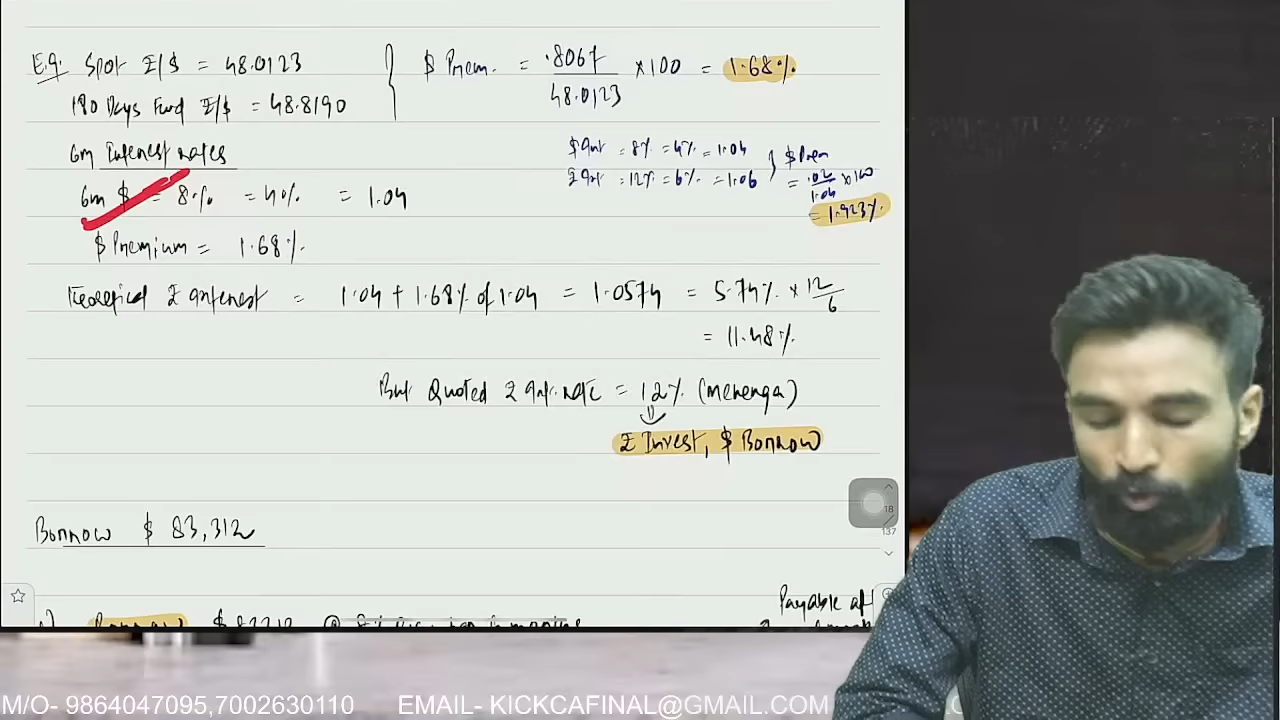 E.g. Spot ₹/$ = 48.0123
180 Days Fwd ₹/$ = 48.8190
$ Prem. = .8067 / 48.0123 × 100 = 1.68%
6m Interest rates
6m $ = 8% = 4% = 1.04
$ Int = 8% = 4% = 1.04
₹ Int = 12% = 6% = 1.06
$ Prem
= .02 / 1.04 × 100
= 1.923%
$ Premium = 1.68%
Theoretical ₹ Interest = 1.04 + 1.68% of 1.04 = 1.0574 = 5.74% × 12/6
= 11.48%
But Quoted ₹ Int. rate = 12% (Mehenga)
₹ Invest, $ Borrow
18
137
Borrow $ 83,312
Payable af
M/O- 9864047095,7002630110 EMAIL- KICKCAFINAL@GMAIL.COM